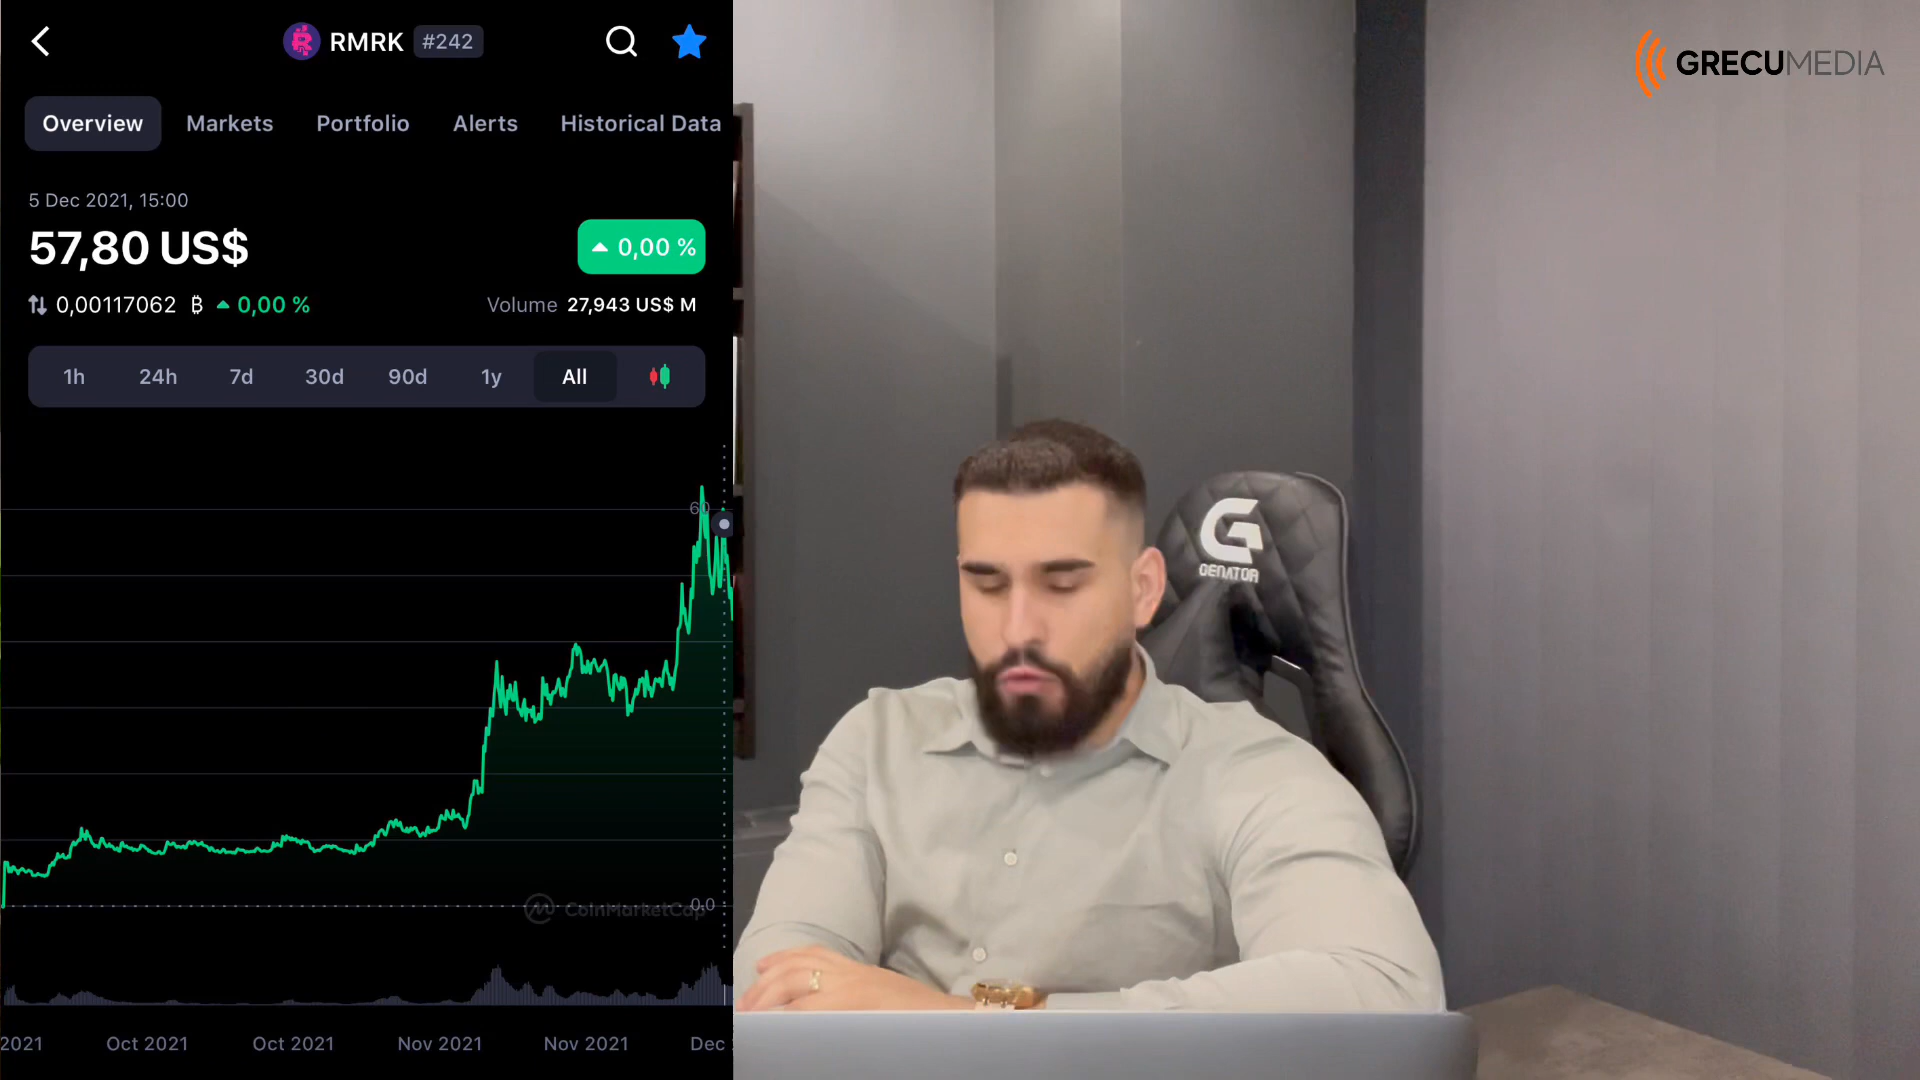 RMRK #242
GRECUMEDIA
Overview Markets Portfolio Alerts Historical Data
5 Dec 2021, 15:00
57,80 US$
0,00 %
0,00117062 ₿ 0,00 %
Volume 27,943 US$ M
1h 24h 7d 30d 90d 1y All
G
GENATOR
60
CoinMarketCap
0.0
2021 Oct 2021 Oct 2021 Nov 2021 Nov 2021 Dec